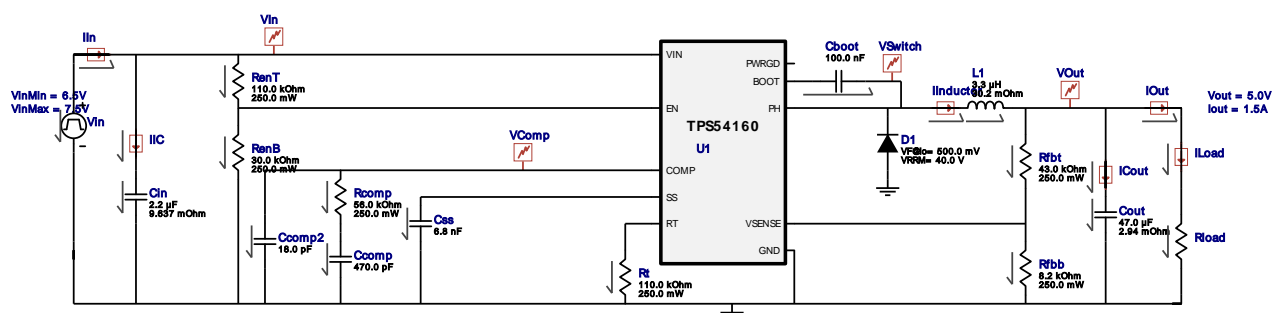 VIn
IIn
VinMin = 6.5V
VinMax = 7.5V
Vin
IIC
Cin
2.2 µF
9.637 mOhm
RenT
110.0 kOhm
250.0 mW
RenB
30.0 kOhm
250.0 mW
VComp
Rcomp
56.0 kOhm
250.0 mW
Ccomp2
18.0 pF
Ccomp
470.0 pF
Css
6.8 nF
Rt
110.0 kOhm
250.0 mW
VIN
EN
COMP
SS
RT
TPS54160
U1
PWRGD
BOOT
PH
VSENSE
GND
Cboot
100.0 nF
VSwitch
IInductor
L1
3.3 µH
D1
VRRM= 40.0 V
VOut
IOut
Vout = 5.0V
Iout = 1.5A
Rfbt
43.0 kOhm
250.0 mW
ICout
Cout
47.0 µF
2.94 mOhm
ILoad
Rload
Rfbb
8.2 kOhm
250.0 mW